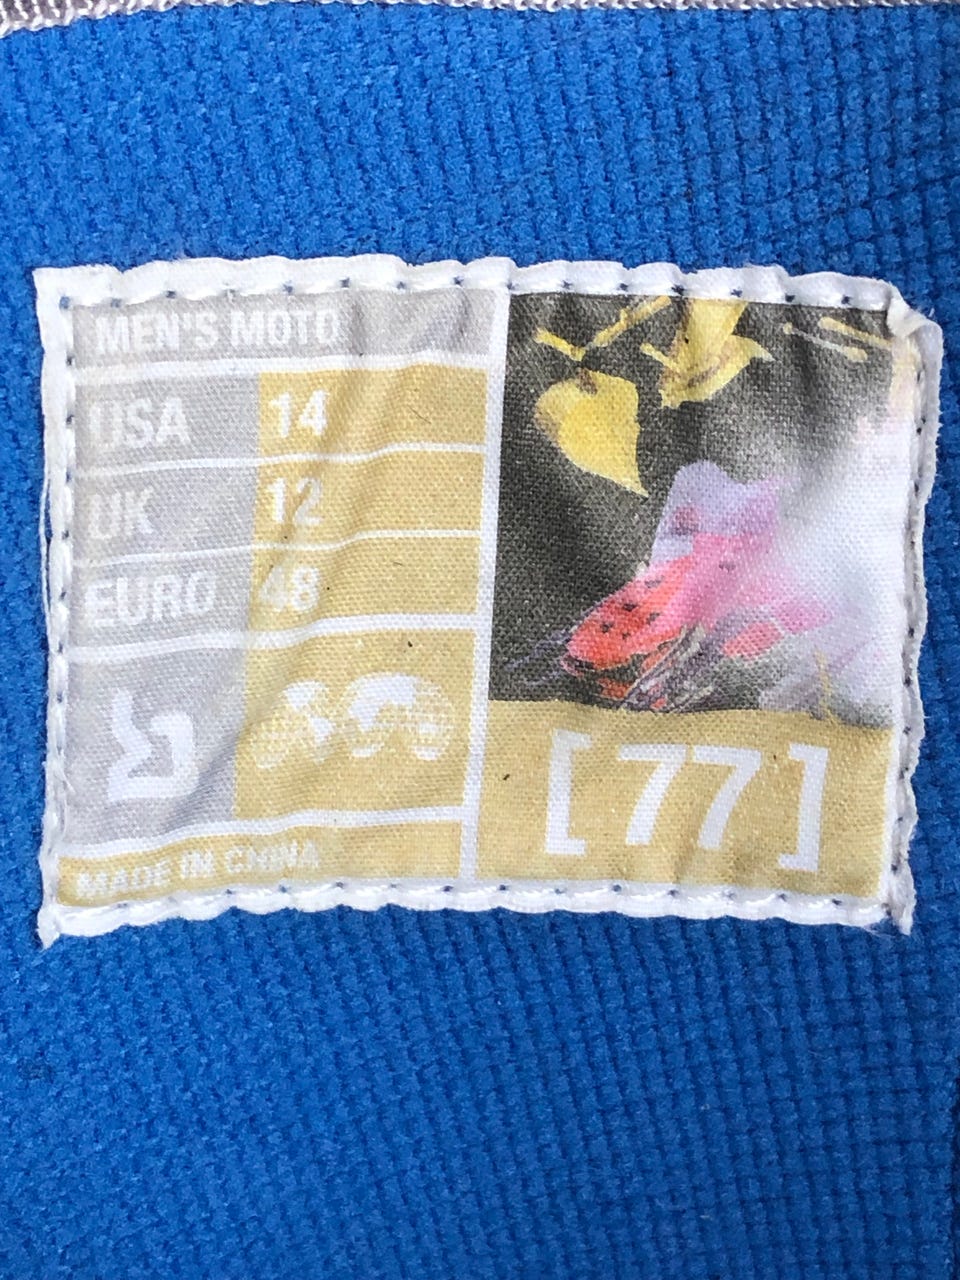 MEN'S MOTO
USA 14
UK 12
EURO 48
MADE IN CHINA
[77]